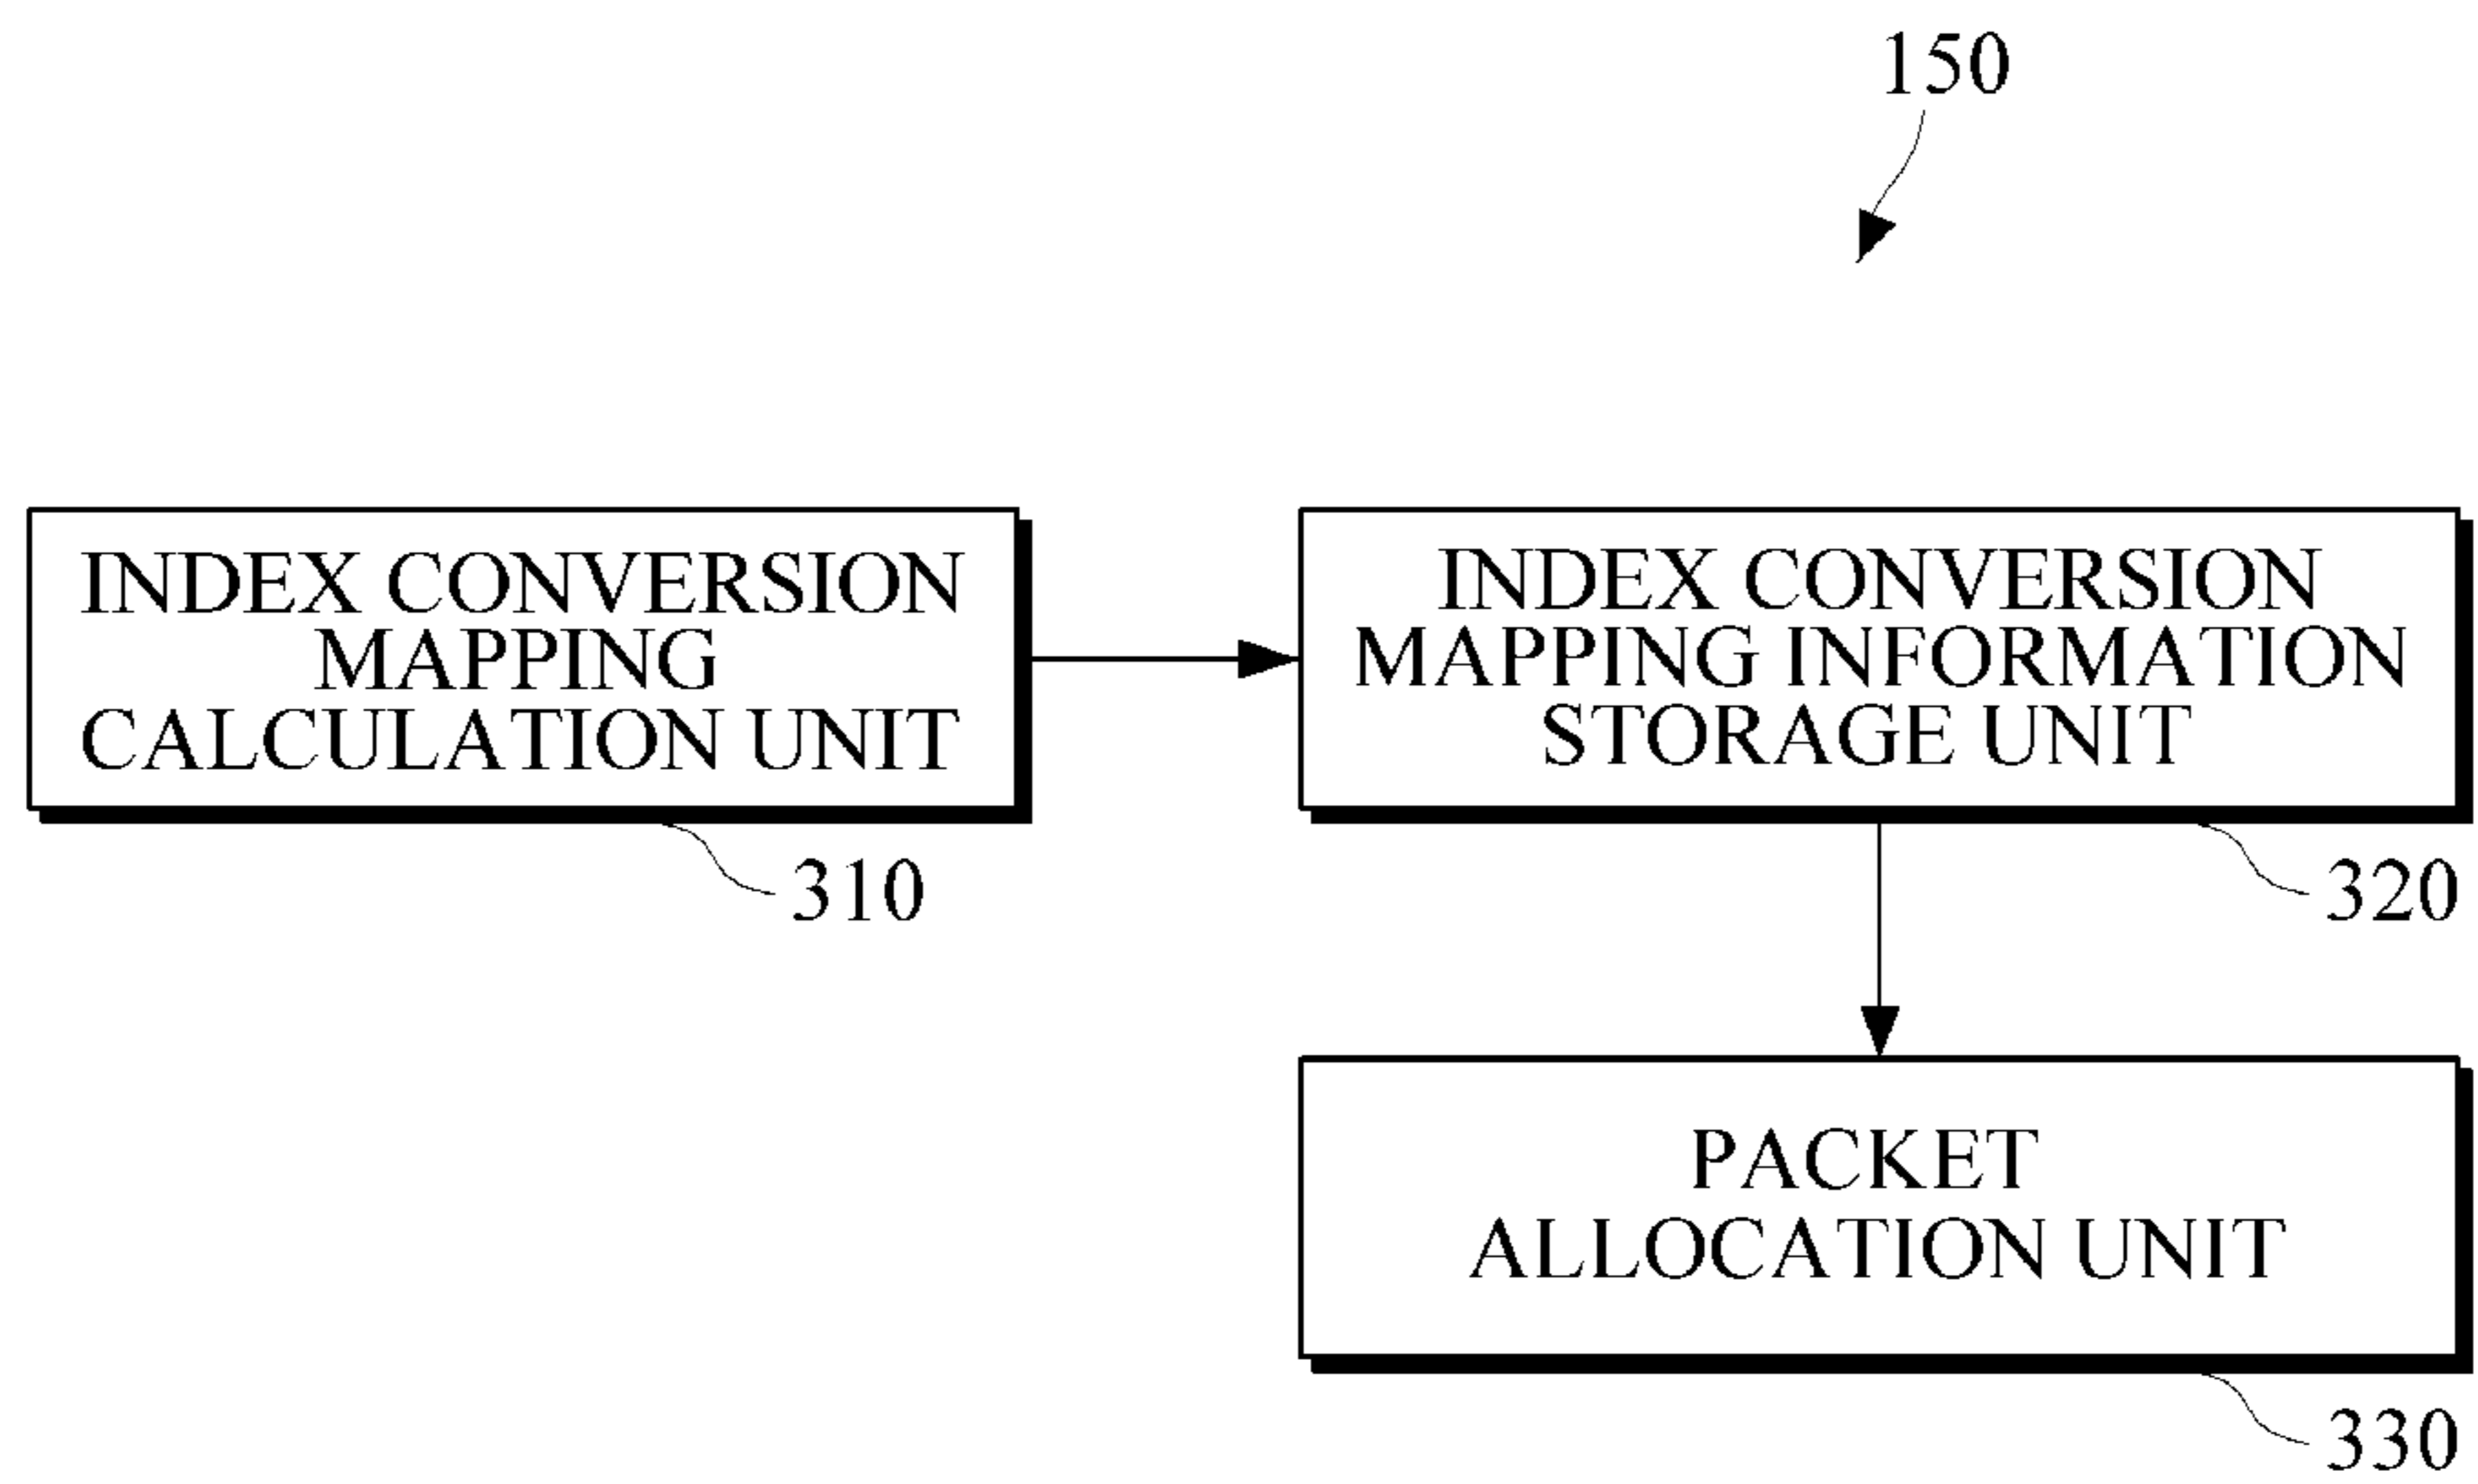 150
INDEX CONVERSION
MAPPING
CALCULATION UNIT
310
INDEX CONVERSION
MAPPING INFORMATION
STORAGE UNIT
320
PACKET
ALLOCATION UNIT
330